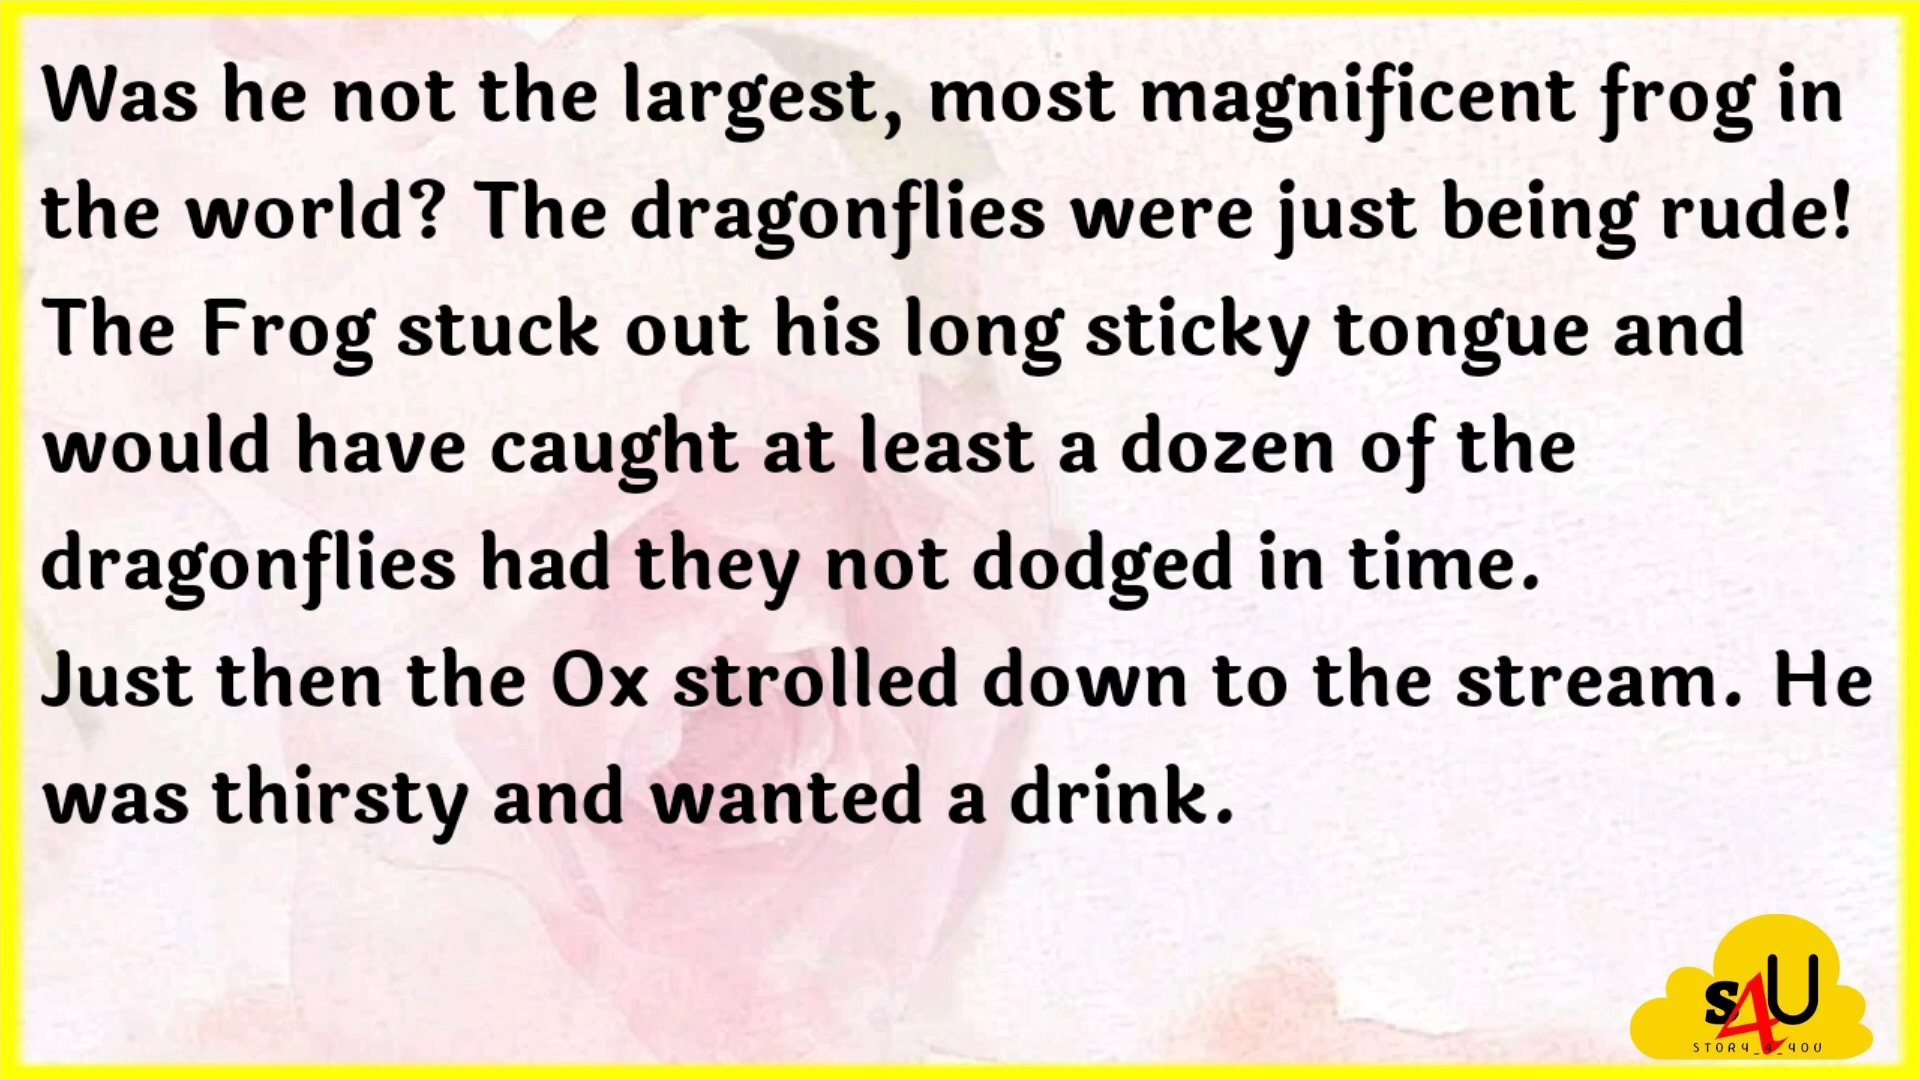 Was he not the largest, most magnificent frog in
the world? The dragonflies were just being rude!
The Frog stuck out his long sticky tongue and
would have caught at least a dozen of the
dragonflies had they not dodged in time.
Just then the Ox strolled down to the stream. He
was thirsty and wanted a drink.
S4U
STORY_4_YOU